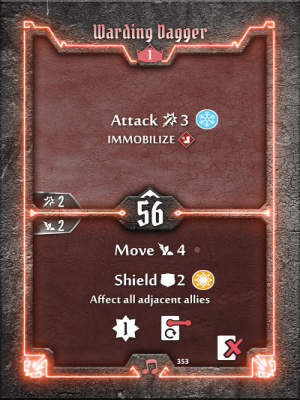 Warding Dagger
1
Attack 3
IMMOBILIZE
2
56
2
Move 4
Shield 2
Affect all adjacent allies
1
353